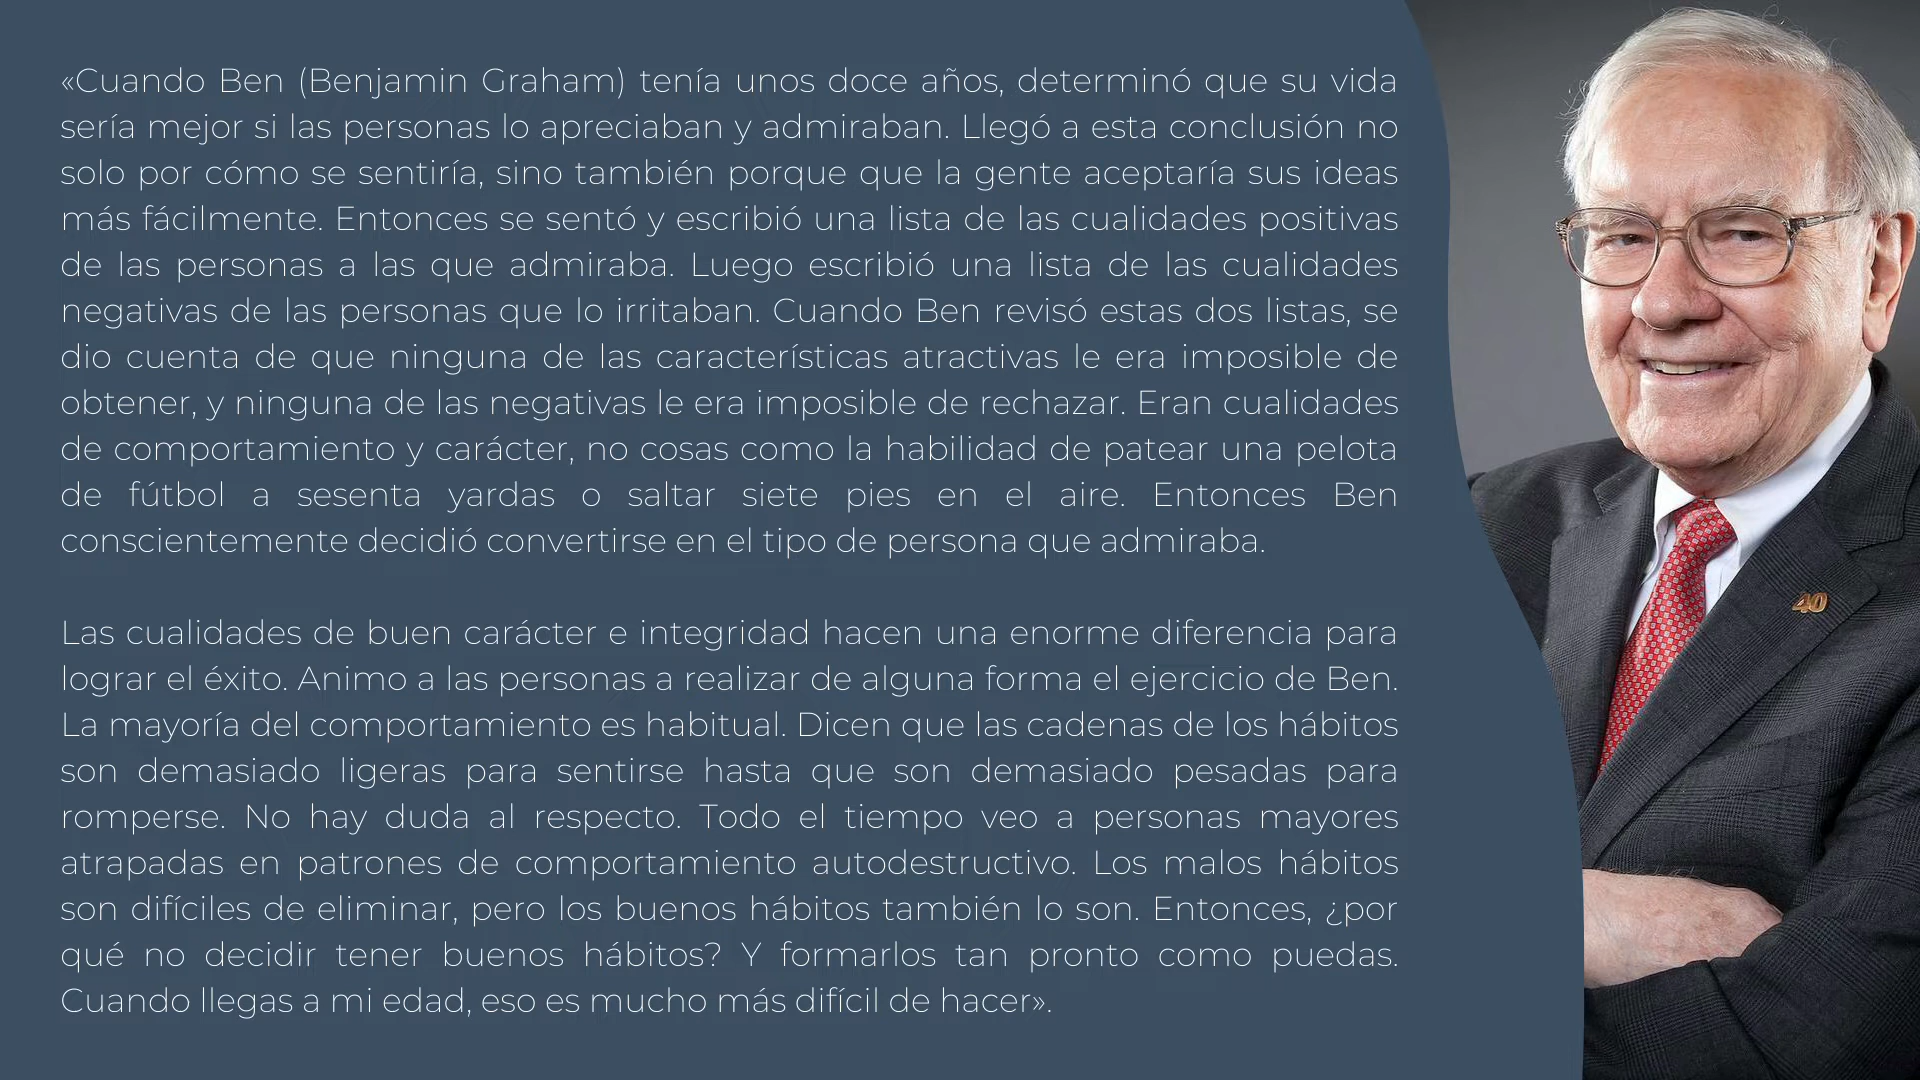 «Cuando Ben (Benjamin Graham) tenía unos doce años, determinó que su vida
sería mejor si las personas lo apreciaban y admiraban. Llegó a esta conclusión no
solo por cómo se sentiría, sino también porque que la gente aceptaría sus ideas
más fácilmente. Entonces se sentó y escribió una lista de las cualidades positivas
de las personas a las que admiraba. Luego escribió una lista de las cualidades
negativas de las personas que lo irritaban. Cuando Ben revisó estas dos listas, se
dio cuenta de que ninguna de las características atractivas le era imposible de
obtener, y ninguna de las negativas le era imposible de rechazar. Eran cualidades
de comportamiento y carácter, no cosas como la habilidad de patear una pelota
de fútbol a sesenta yardas o saltar siete pies en el aire. Entonces Ben
conscientemente decidió convertirse en el tipo de persona que admiraba.
Las cualidades de buen carácter e integridad hacen una enorme diferencia para
lograr el éxito. Animo a las personas a realizar de alguna forma el ejercicio de Ben.
La mayoría del comportamiento es habitual. Dicen que las cadenas de los hábitos
son demasiado ligeras para sentirse hasta que son demasiado pesadas para
romperse. No hay duda al respecto. Todo el tiempo veo a personas mayores
atrapadas en patrones de comportamiento autodestructivo. Los malos hábitos
son difíciles de eliminar, pero los buenos hábitos también lo son. Entonces, ¿por
qué no decidir tener buenos hábitos? Y formarlos tan pronto como puedas.
Cuando llegas a mi edad, eso es mucho más difícil de hacer».
40